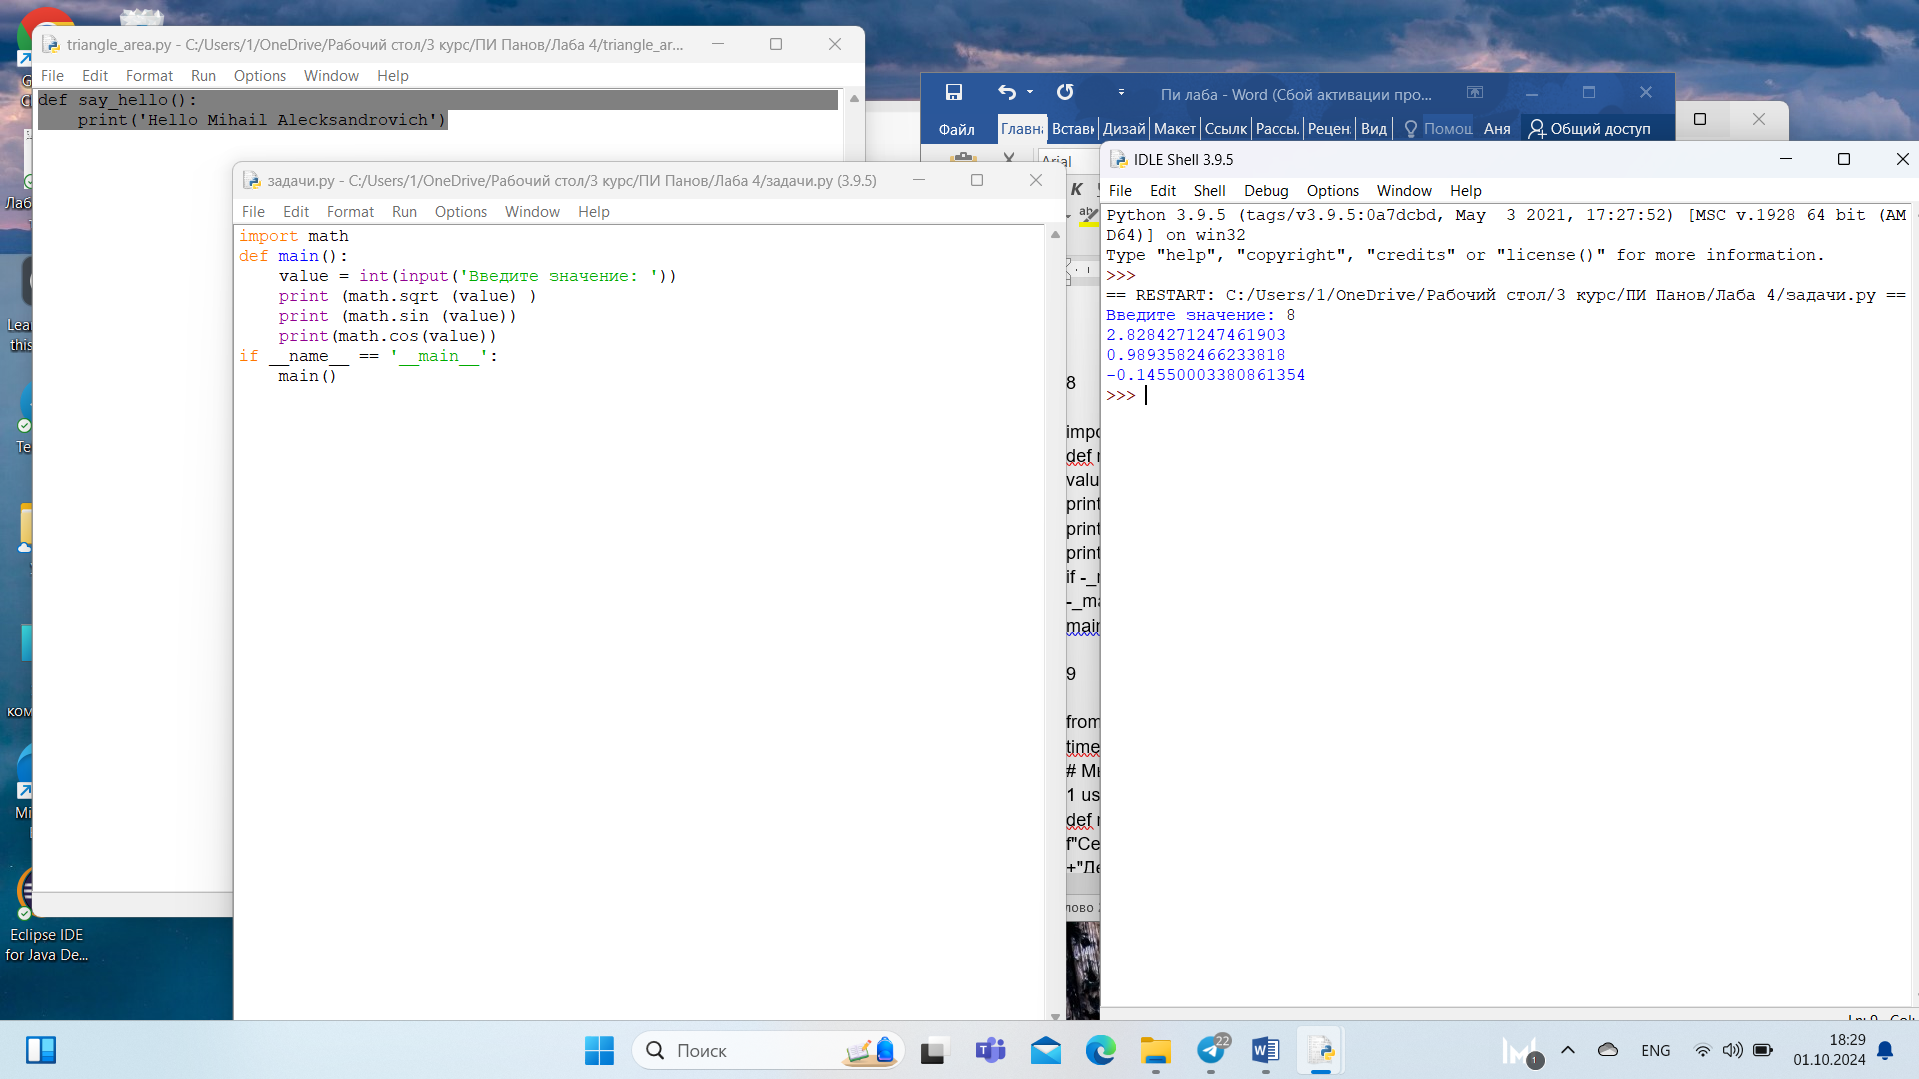 triangle_area.py - C:/Users/1/OneDrive/Рабочий стол/3 курс/ПИ Панов/Лаба 4/triangle_ar...
File Edit Format Run Options Window Help
def say_hello():
    print('Hello Mihail Alecksandrovich')
Пи лаба - Word (Сбой активации про...
Файл Главн Встав Дизай Макет Ссылк Рассы. Рецен Вид Помощ Аня Общий доступ
Arial
задачи.py - C:/Users/1/OneDrive/Рабочий стол/3 курс/ПИ Панов/Лаба 4/задачи.py (3.9.5)
File Edit Format Run Options Window Help
import math
def main():
    value = int(input('Введите значение: '))
    print (math.sqrt (value) )
    print (math.sin (value))
    print(math.cos(value))
if __name__ == '__main__':
    main()
К
8
impo
def
valu
print
print
print
if -_
-_ma
main
9
from
time
# Мы
1 us
def
f"Се
+"Де
лово
IDLE Shell 3.9.5
File Edit Shell Debug Options Window Help
Python 3.9.5 (tags/v3.9.5:0a7dcbd, May  3 2021, 17:27:52) [MSC v.1928 64 bit (AM
D64)] on win32
Type "help", "copyright", "credits" or "license()" for more information.
>>>
== RESTART: C:/Users/1/OneDrive/Рабочий стол/3 курс/ПИ Панов/Лаба 4/задачи.py ==
Введите значение: 8
2.8284271247461903
0.9893582466233818
-0.14550003380861354
>>>
Лаб
Lear
this
Te
ком
Mi
Eclipse IDE
for Java De...
Поиск
22
1
ENG
18:29
01.10.2024